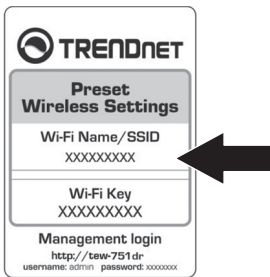 TRENDNET
Preset
Wireless Settings
Wi-Fi Name/SSID
XXXXXXXXX
Wi-Fi Key
XXXXXXXXX
Management login
http://tew-751dr
username: admin password: xxxxxxxx